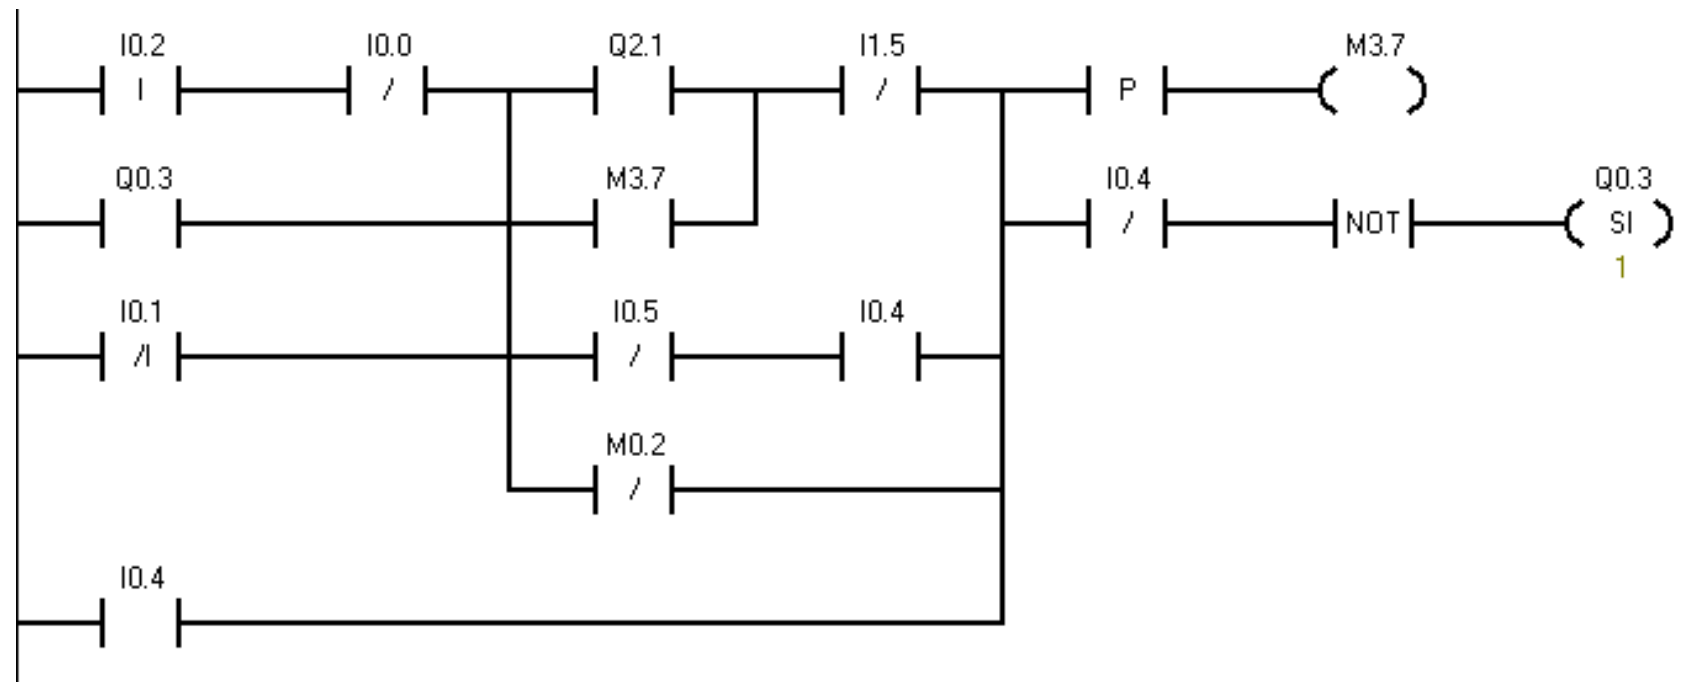 I0.2 I0.0 Q2.1 I1.5 M3.7
I / / P
Q0.3 M3.7 I0.4 Q0.3
/ NOT SI
1
I0.1 I0.5 I0.4
/I /
M0.2
/
I0.4